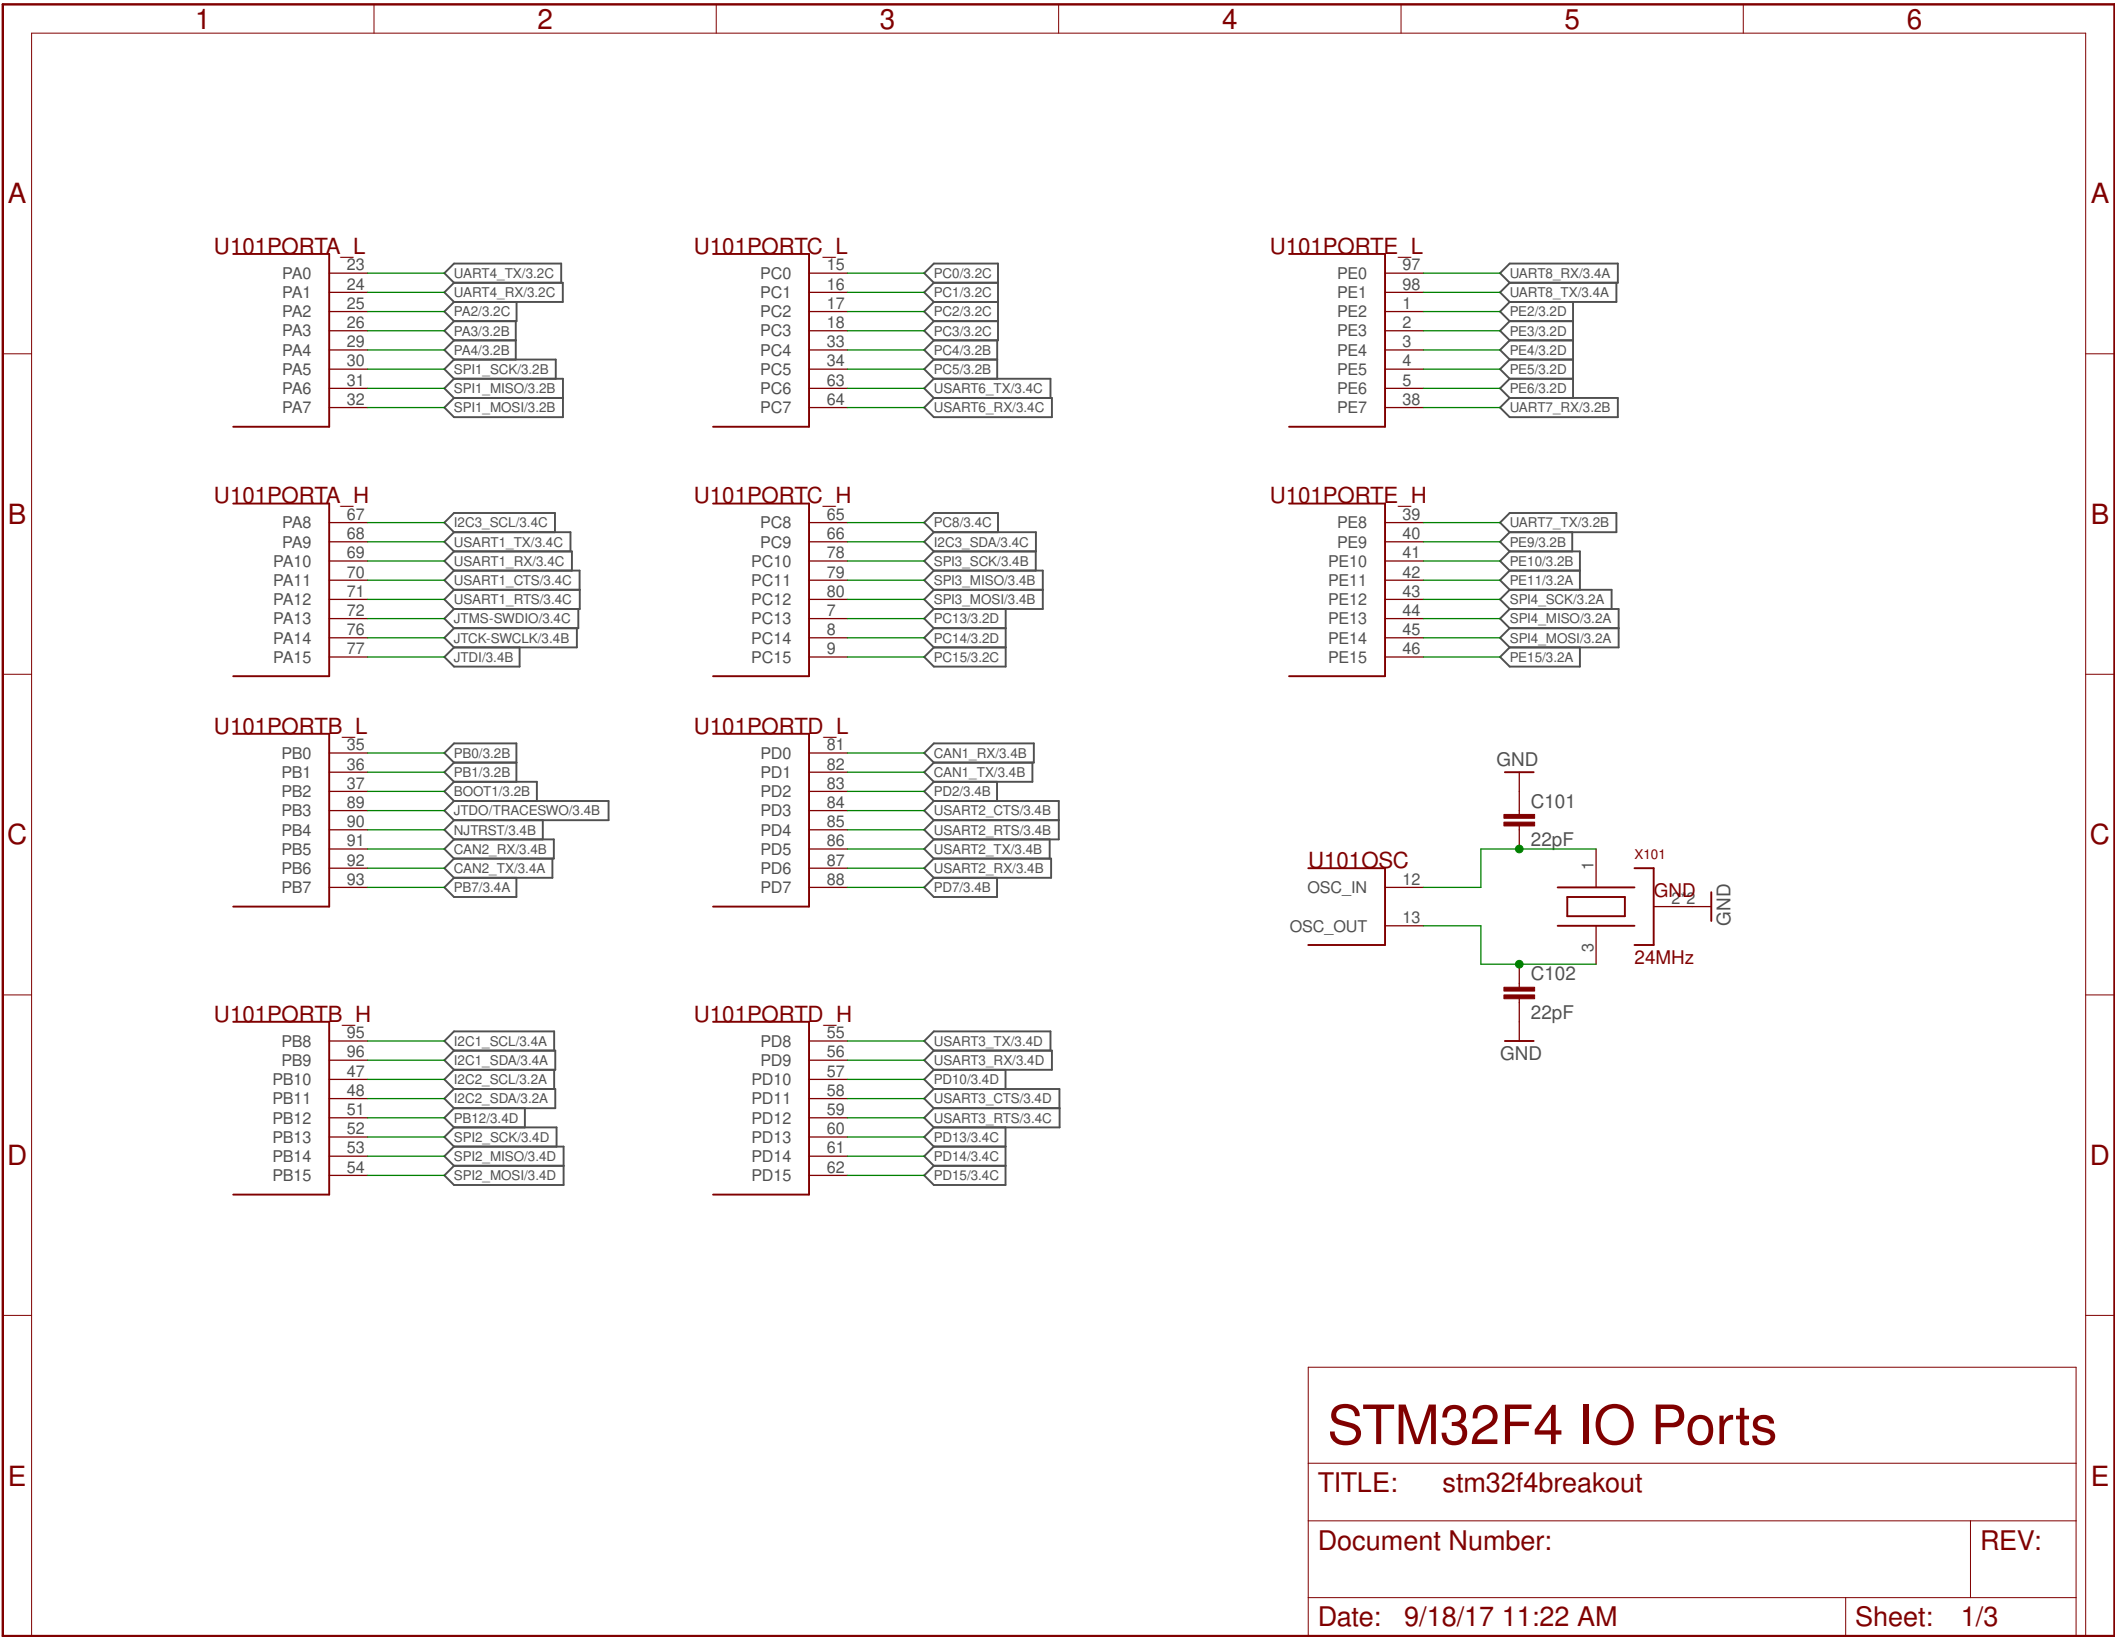 1 2 3 4 5 6
A A
B B
C C
D D
E E
U101PORTA_L
PA0 23 UART4_TX/3.2C
PA1 24 UART4_RX/3.2C
PA2 25 PA2/3.2C
PA3 26 PA3/3.2B
PA4 29 PA4/3.2B
PA5 30 SPI1_SCK/3.2B
PA6 31 SPI1_MISO/3.2B
PA7 32 SPI1_MOSI/3.2B
U101PORTA_H
PA8 67 I2C3_SCL/3.4C
PA9 68 USART1_TX/3.4C
PA10 69 USART1_RX/3.4C
PA11 70 USART1_CTS/3.4C
PA12 71 USART1_RTS/3.4C
PA13 72 JTMS-SWDIO/3.4C
PA14 76 JTCK-SWCLK/3.4B
PA15 77 JTDI/3.4B
U101PORTB_L
PB0 35 PB0/3.2B
PB1 36 PB1/3.2B
PB2 37 BOOT1/3.2B
PB3 89 JTDO/TRACESWO/3.4B
PB4 90 NJTRST/3.4B
PB5 91 CAN2_RX/3.4B
PB6 92 CAN2_TX/3.4A
PB7 93 PB7/3.4A
U101PORTB_H
PB8 95 I2C1_SCL/3.4A
PB9 96 I2C1_SDA/3.4A
PB10 47 I2C2_SCL/3.2A
PB11 48 I2C2_SDA/3.2A
PB12 51 PB12/3.4D
PB13 52 SPI2_SCK/3.4D
PB14 53 SPI2_MISO/3.4D
PB15 54 SPI2_MOSI/3.4D
U101PORTC_L
PC0 15 PC0/3.2C
PC1 16 PC1/3.2C
PC2 17 PC2/3.2C
PC3 18 PC3/3.2C
PC4 33 PC4/3.2B
PC5 34 PC5/3.2B
PC6 63 USART6_TX/3.4C
PC7 64 USART6_RX/3.4C
U101PORTC_H
PC8 65 PC8/3.4C
PC9 66 I2C3_SDA/3.4C
PC10 78 SPI3_SCK/3.4B
PC11 79 SPI3_MISO/3.4B
PC12 80 SPI3_MOSI/3.4B
PC13 7 PC13/3.2D
PC14 8 PC14/3.2D
PC15 9 PC15/3.2C
U101PORTD_L
PD0 81 CAN1_RX/3.4B
PD1 82 CAN1_TX/3.4B
PD2 83 PD2/3.4B
PD3 84 USART2_CTS/3.4B
PD4 85 USART2_RTS/3.4B
PD5 86 USART2_TX/3.4B
PD6 87 USART2_RX/3.4B
PD7 88 PD7/3.4B
U101PORTD_H
PD8 55 USART3_TX/3.4D
PD9 56 USART3_RX/3.4D
PD10 57 PD10/3.4D
PD11 58 USART3_CTS/3.4D
PD12 59 USART3_RTS/3.4C
PD13 60 PD13/3.4C
PD14 61 PD14/3.4C
PD15 62 PD15/3.4C
U101PORTE_L
PE0 97 UART8_RX/3.4A
PE1 98 UART8_TX/3.4A
PE2 1 PE2/3.2D
PE3 2 PE3/3.2D
PE4 3 PE4/3.2D
PE5 4 PE5/3.2D
PE6 5 PE6/3.2D
PE7 38 UART7_RX/3.2B
U101PORTE_H
PE8 39 UART7_TX/3.2B
PE9 40 PE9/3.2B
PE10 41 PE10/3.2B
PE11 42 PE11/3.2A
PE12 43 SPI4_SCK/3.2A
PE13 44 SPI4_MISO/3.2A
PE14 45 SPI4_MOSI/3.2A
PE15 46 PE15/3.2A
GND
C101
22pF
U101OSC
OSC_IN 12
OSC_OUT 13
1
X101
GND
2 2
GND
3
24MHz
C102
22pF
GND
STM32F4 IO Ports
TITLE: stm32f4breakout
Document Number:
REV:
Date: 9/18/17 11:22 AM
Sheet: 1/3